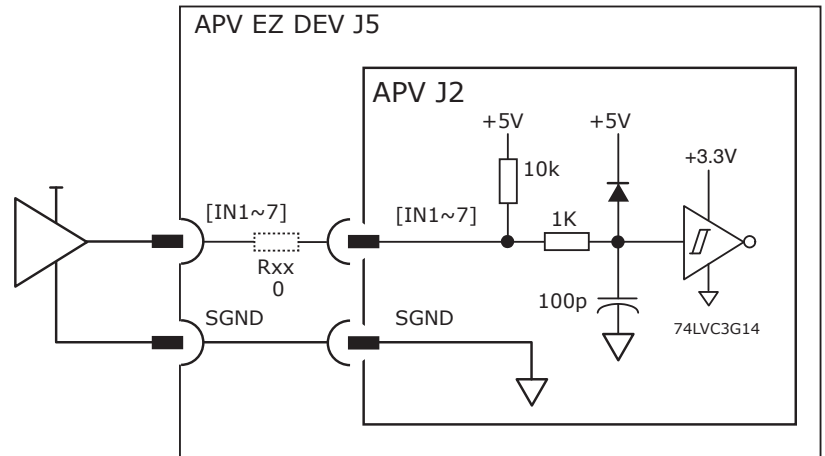 APV EZ DEV J5
APV J2
+5V
+5V
+3.3V
10k
[IN1~7]
[IN1~7]
1K
Rxx
0
100p
SGND
SGND
74LVC3G14